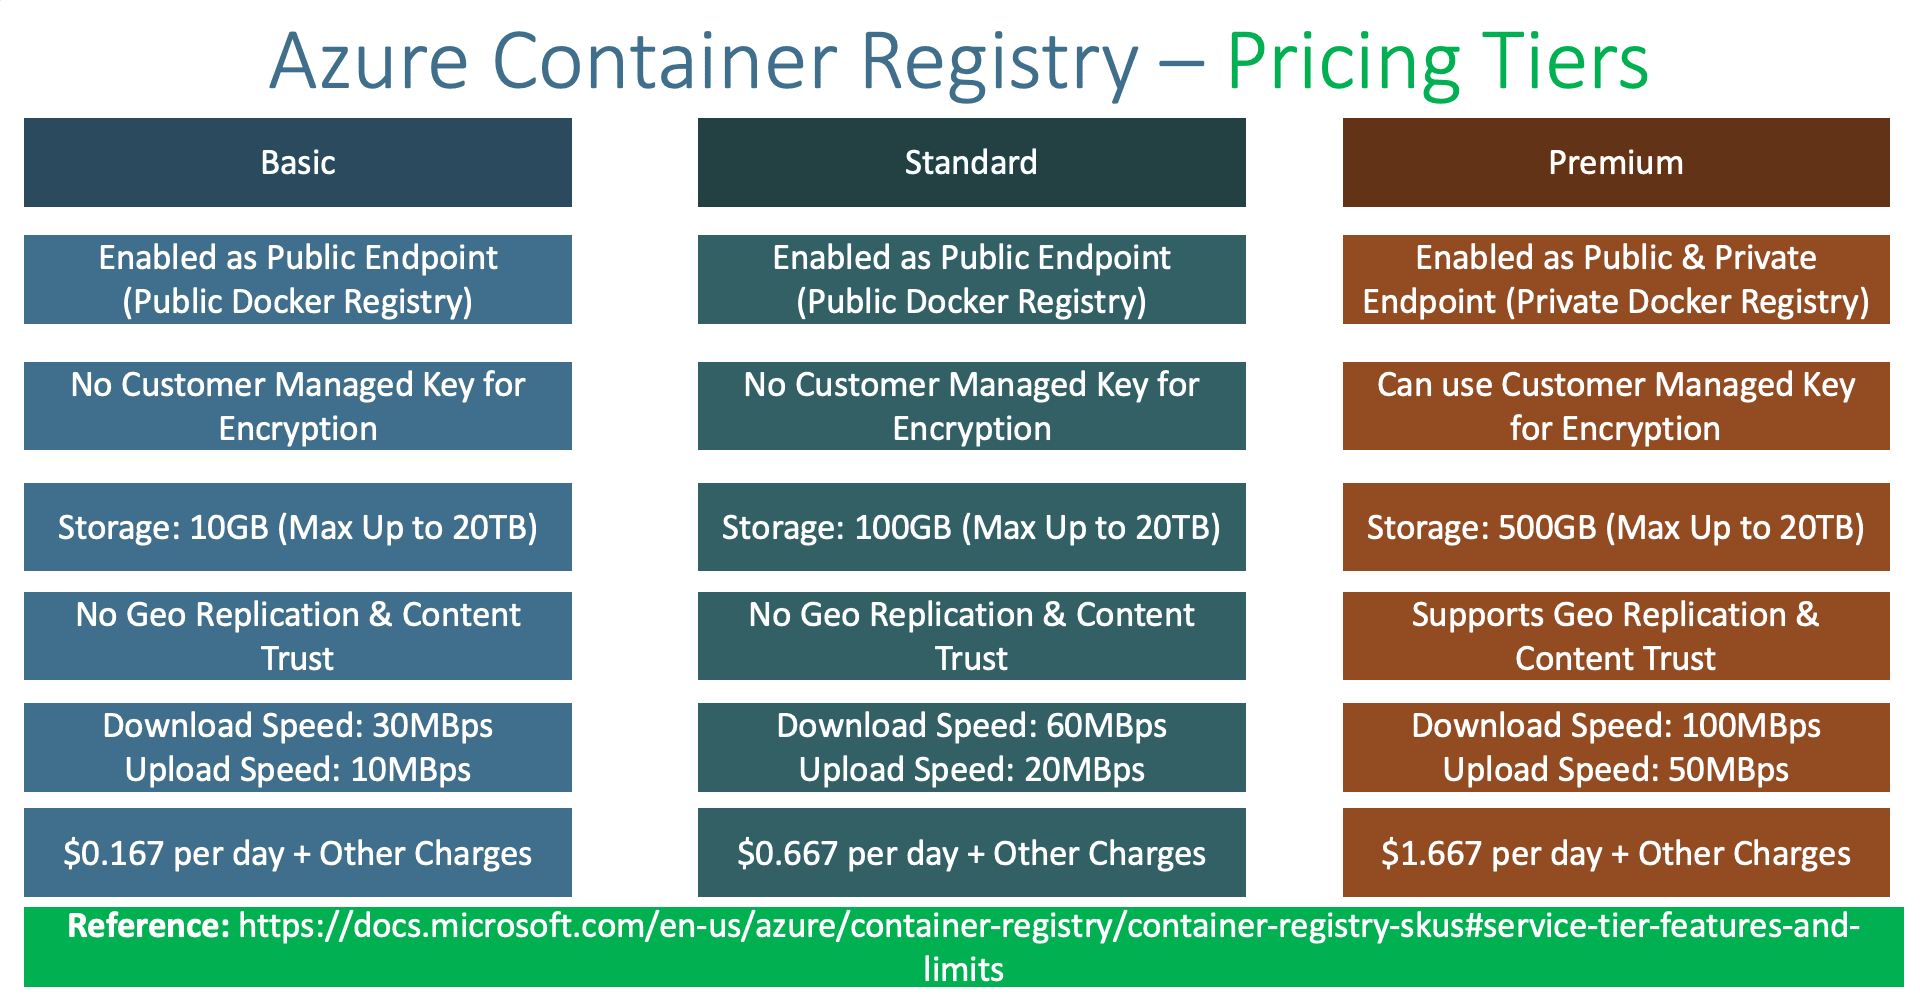 Azure Container Registry – Pricing Tiers
Basic
Standard
Premium
Enabled as Public Endpoint
(Public Docker Registry)
Enabled as Public Endpoint
(Public Docker Registry)
Enabled as Public & Private
Endpoint (Private Docker Registry)
No Customer Managed Key for
Encryption
No Customer Managed Key for
Encryption
Can use Customer Managed Key
for Encryption
Storage: 10GB (Max Up to 20TB)
Storage: 100GB (Max Up to 20TB)
Storage: 500GB (Max Up to 20TB)
No Geo Replication & Content
Trust
No Geo Replication & Content
Trust
Supports Geo Replication &
Content Trust
Download Speed: 30MBps
Upload Speed: 10MBps
Download Speed: 60MBps
Upload Speed: 20MBps
Download Speed: 100MBps
Upload Speed: 50MBps
$0.167 per day + Other Charges
$0.667 per day + Other Charges
$1.667 per day + Other Charges
Reference: https://docs.microsoft.com/en-us/azure/container-registry/container-registry-skus#service-tier-features-and-
limits